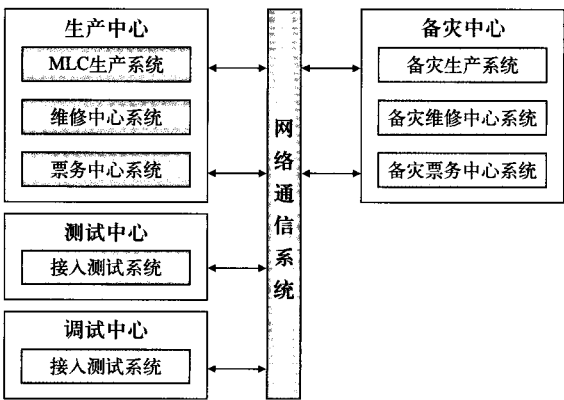 生产中心
MLC生产系统
维修中心系统
票务中心系统
测试中心
接入测试系统
调试中心
接入测试系统
网络通信系统
备灾中心
备灾生产系统
备灾维修中心系统
备灾票务中心系统